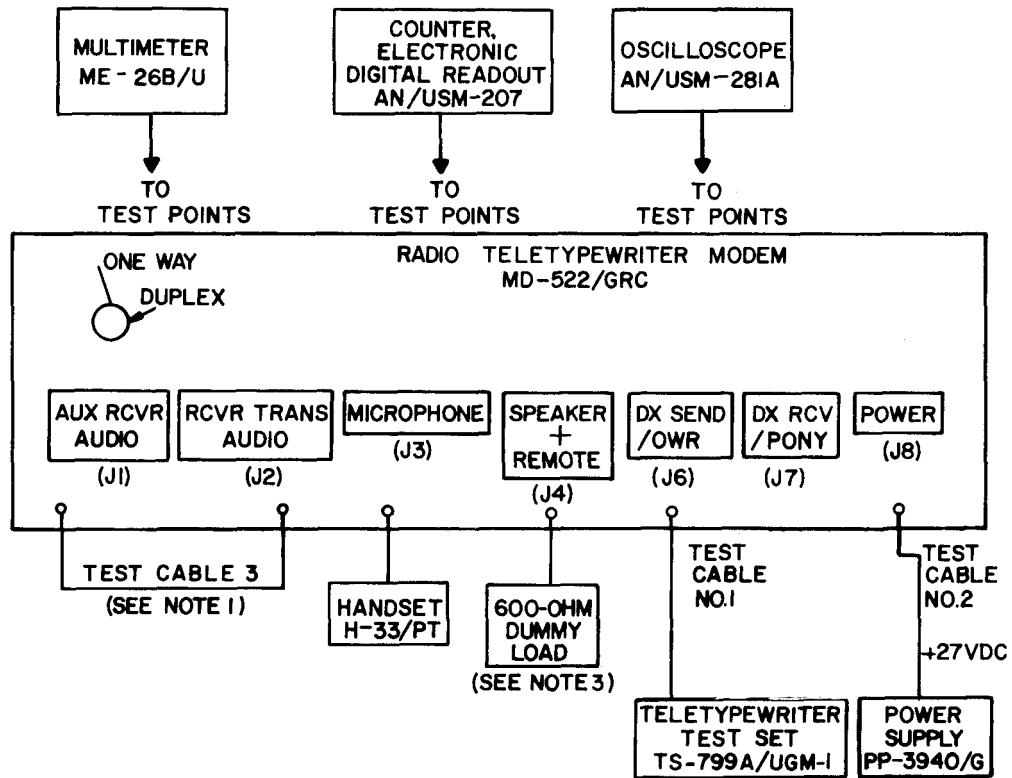 MULTIMETER
ME-26B/U
COUNTER,
ELECTRONIC
DIGITAL READOUT
AN/USM-207
OSCILLOSCOPE
AN/USM-281A
TO
TEST POINTS
TO
TEST POINTS
TO
TEST POINTS
RADIO TELETYPEWRITER MODEM
MD-522/GRC
ONE WAY
DUPLEX
AUX RCVR
AUDIO
(J1)
RCVR TRANS
AUDIO
(J2)
MICROPHONE
(J3)
SPEAKER
+
REMOTE
(J4)
DX SEND
/OWR
(J6)
DX RCV
/PONY
(J7)
POWER
(J8)
TEST CABLE 3
(SEE NOTE 1)
HANDSET
H-33/PT
600-OHM
DUMMY
LOAD
(SEE NOTE 3)
TEST
CABLE
NO.1
TEST
CABLE
NO.2
+27VDC
TELETYPEWRITER
TEST SET
TS-799A/UGM-1
POWER
SUPPLY
PP-3940/G